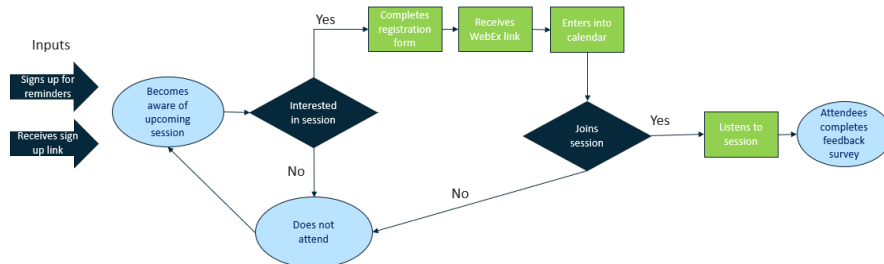 Inputs
Signs up for
reminders
Receives sign
up link
Becomes
aware of
upcoming
session
Interested
in session
Yes
Completes
registration
form
Receives
WebEx link
Enters into
calendar
No
Does not
attend
Joins
session
No
Yes
Listens to
session
Attendees
completes
feedback
survey